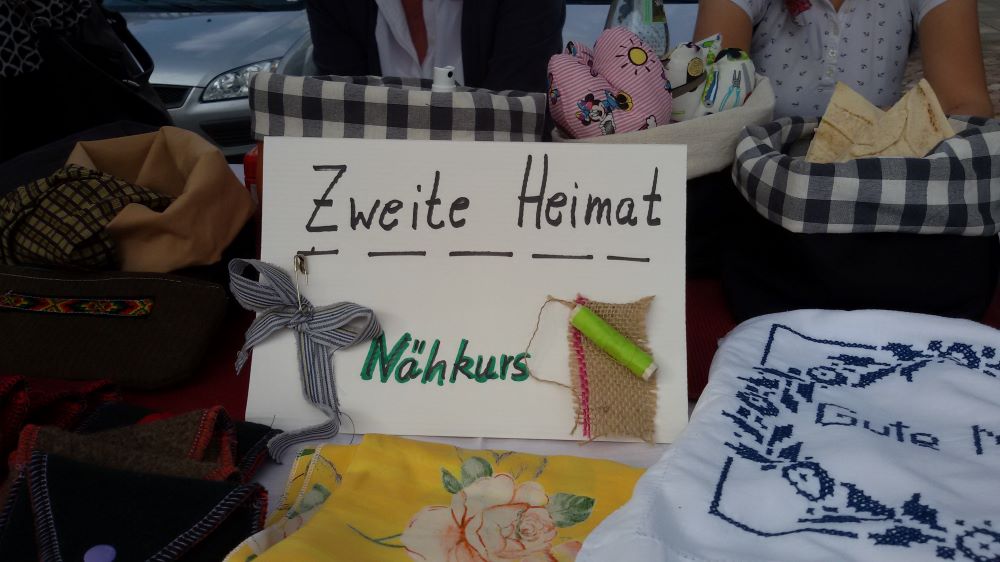 Zweite Heimat
Nähkurs
Gute